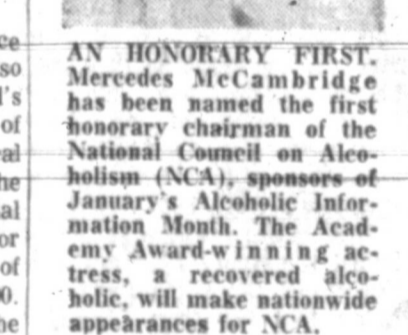 AN HONORARY FIRST.
Mercedes McCambridge
has been named the first
honorary chairman of the
National Council on Alco-
holism (NCA), sponsors of
January's Alcoholic Infor-
mation Month. The Acad-
emy Award-winning ac-
tress, a recovered alco-
holic, will make nationwide
appearances for NCA.